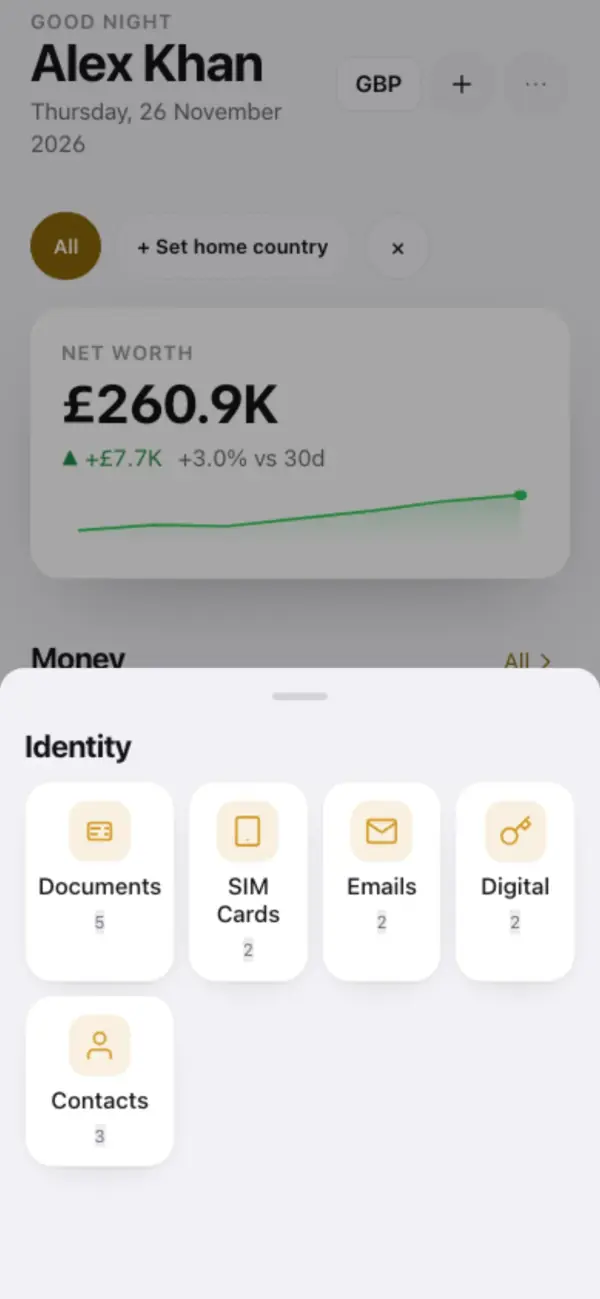 GOOD NIGHT
Alex Khan
Thursday, 26 November
2026
GBP
+
...
All
+ Set home country
×
NET WORTH
£260.9K
▲ +£7.7K +3.0% vs 30d
Money
All >
Identity
Documents
5
SIM
Cards
2
Emails
2
Digital
2
Contacts
3